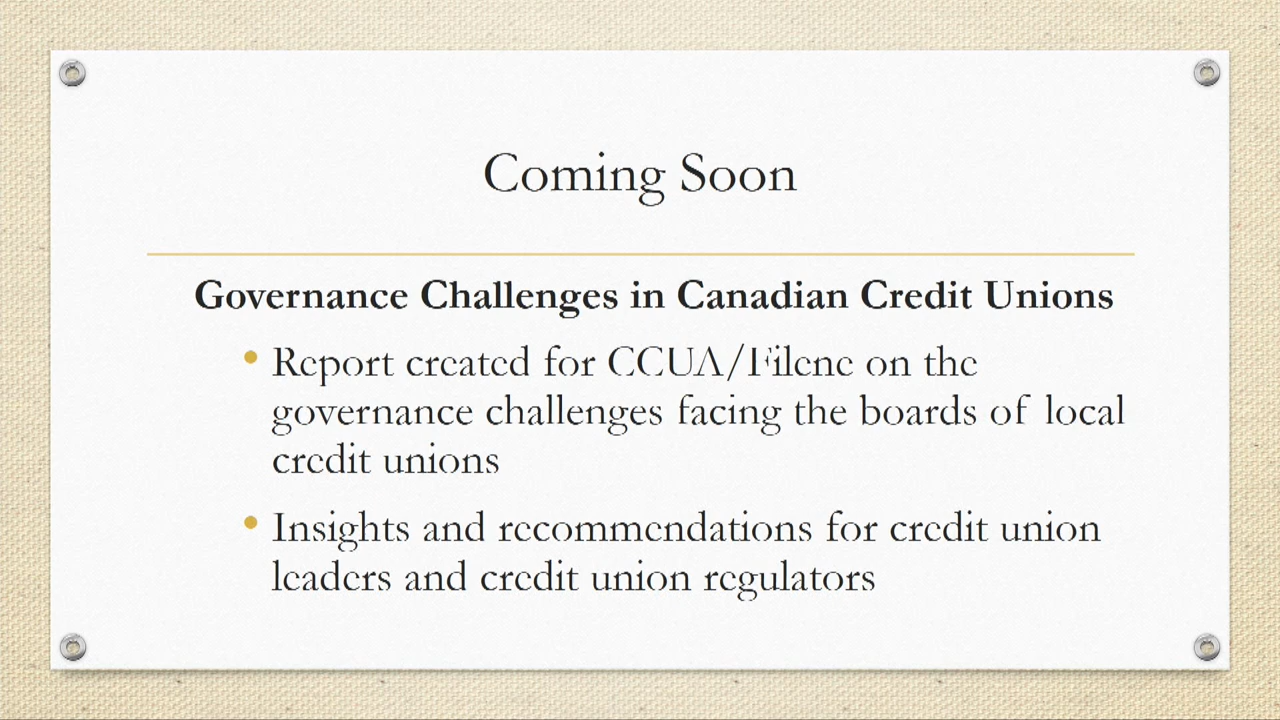 Coming Soon
Governance Challenges in Canadian Credit Unions
• Report created for CCUA/Filene on the
governance challenges facing the boards of local
credit unions
• Insights and recommendations for credit union
leaders and credit union regulators